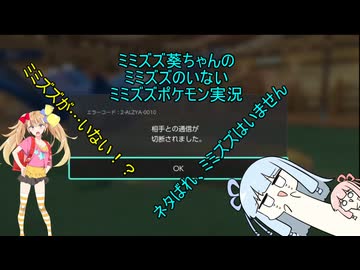 ミミズズ葵ちゃんの
ミミズズのいない
ミミズズポケモン実況
エラーコード：2-ALZYA-0010
相手との通信が
切断されました。
OK
ミミズズが…いない！？
ネタばれ、ミミズズはいません